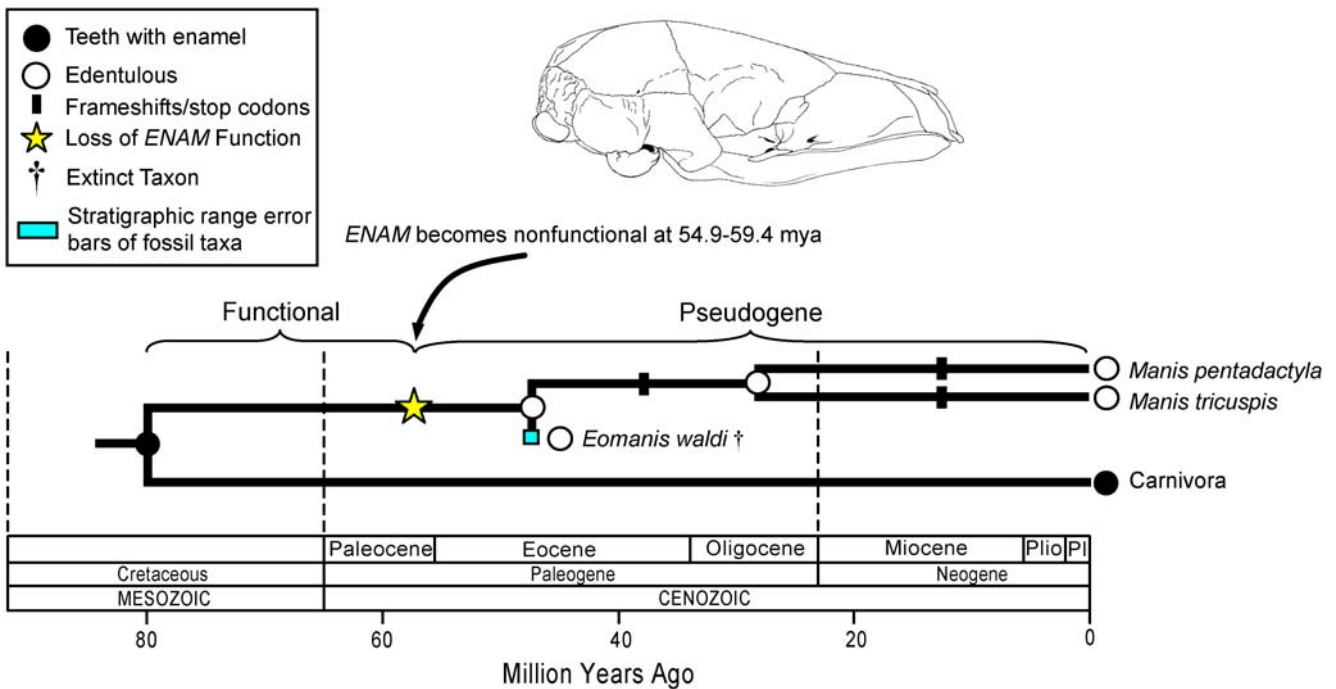 Teeth with enamel
Edentulous
Frameshifts/stop codons
Loss of ENAM Function
† Extinct Taxon
Stratigraphic range error
bars of fossil taxa
ENAM becomes nonfunctional at 54.9-59.4 mya
Functional
Pseudogene
Manis pentadactyla
Manis tricuspis
Eomanis waldi †
Carnivora
Paleocene Eocene Oligocene Miocene Plio Pl
Cretaceous Paleogene Neogene
MESOZOIC CENOZOIC
80 60 40 20 0
Million Years Ago